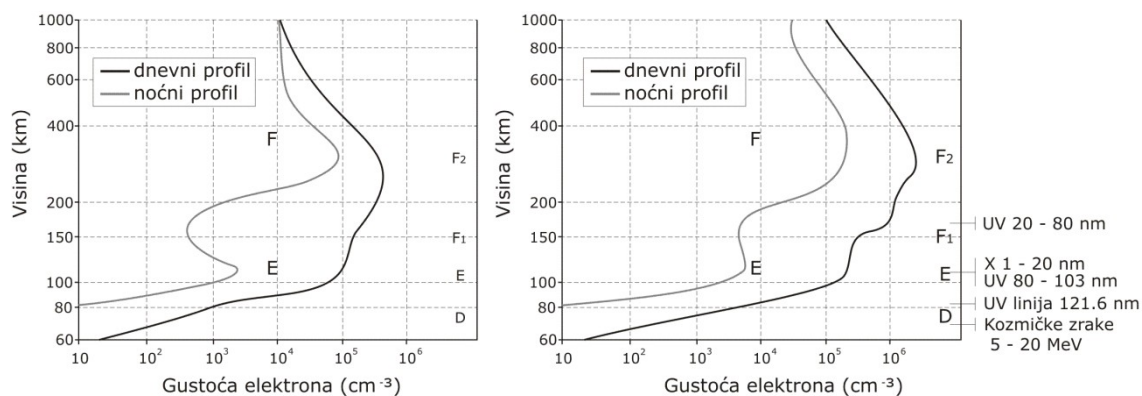 1000
800
600
400
200
150
100
80
60
Visina (km)
dnevni profil
noćni profil
F
E
F₂
F₁
E
D
10
10²
10³
10⁴
10⁵
10⁶
Gustoća elektrona (cm⁻³)
1000
800
600
400
200
150
100
80
60
Visina (km)
dnevni profil
noćni profil
F
E
F₂
F₁
E
D
10
10²
10³
10⁴
10⁵
10⁶
Gustoća elektrona (cm⁻³)
UV 20 - 80 nm
X 1 - 20 nm
UV 80 - 103 nm
UV linija 121.6 nm
Kozmičke zrake
5 - 20 MeV